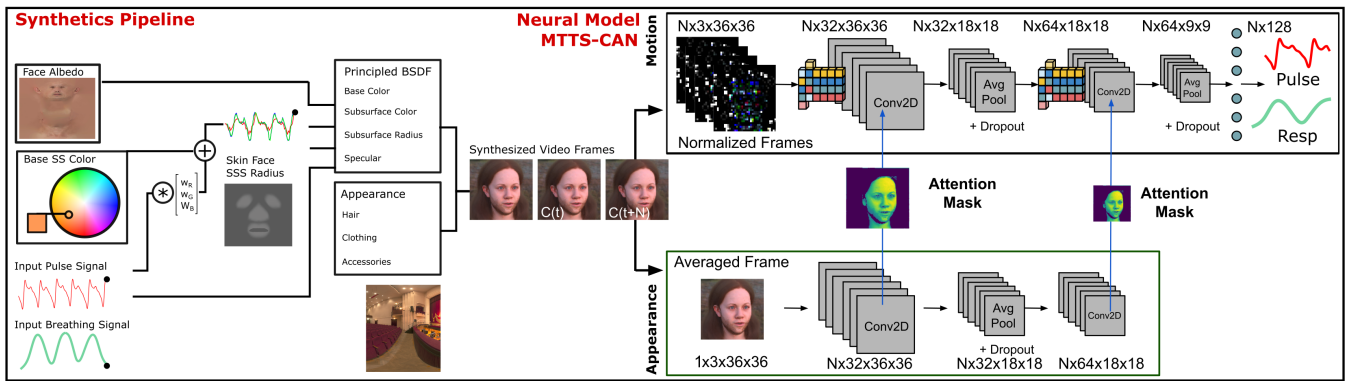 Synthetics Pipeline
Neural Model
MTTS-CAN
Face Albedo
Base SS Color
WR
WG
WB
Input Pulse Signal
Input Breathing Signal
Skin Face
SSS Radius
Principled BSDF
Base Color
Subsurface Color
Subsurface Radius
Specular
Appearance
Hair
Clothing
Accessories
Synthesized Video Frames
C(t)
C(t+N)
Motion
Nx3x36x36
Nx32x36x36
Nx32x18x18
Nx64x18x18
Nx64x9x9
Nx128
Conv2D
Avg
Pool
Conv2D
Avg
Pool
+ Dropout
+ Dropout
Normalized Frames
Pulse
Resp
Attention
Mask
Attention
Mask
Appearance
Averaged Frame
Conv2D
Avg
Pool
Conv2D
+ Dropout
1x3x36x36
Nx32x36x36
Nx32x18x18
Nx64x18x18